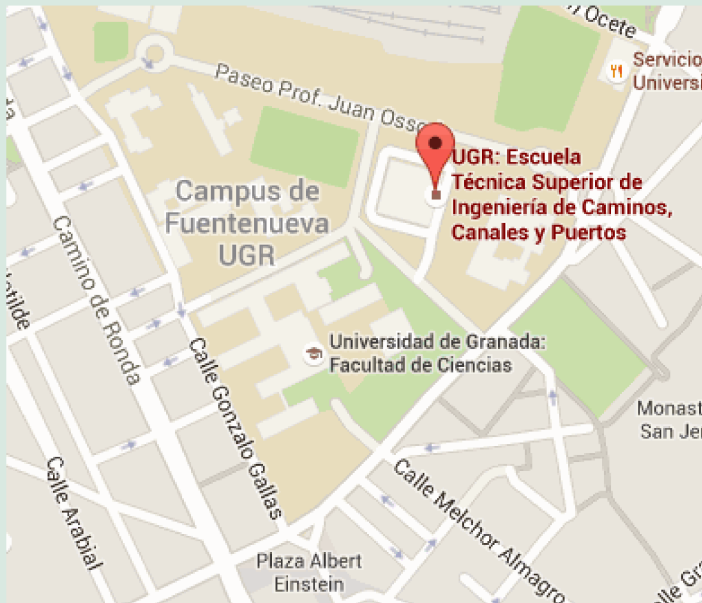 Ocete
Servicio
Universi
Paseo Prof. Juan Osso
UGR: Escuela
Técnica Superior de
Ingeniería de Caminos,
Canales y Puertos
Campus de
Fuentenueva
UGR
Camino de Ronda
Universidad de Granada:
Facultad de Ciencias
Calle Gonzalo Gallas
Monast
San Jer
Calle Arabial
Calle Melchor Almagro
Plaza Albert
Einstein
Calle Gr